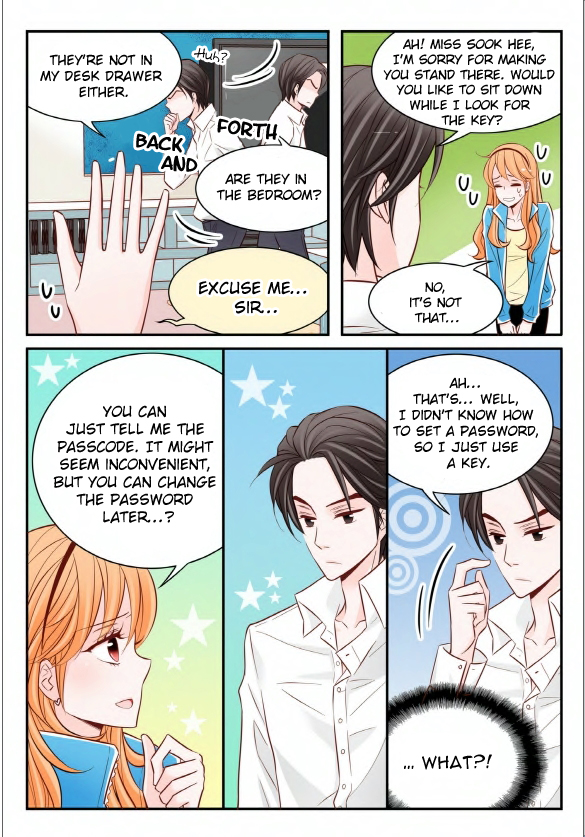 THEY'RE NOT IN
MY DESK DRAWER
EITHER.
Huh?
BACK
AND
FORTH
ARE THEY IN
THE BEDROOM?
EXCUSE ME...
SIR...
AH! MISS SOOK HEE,
I'M SORRY FOR MAKING
YOU STAND THERE. WOULD
YOU LIKE TO SIT DOWN
WHILE I LOOK FOR
THE KEY?
NO,
IT'S NOT
THAT...
YOU CAN
JUST TELL ME THE
PASSCODE. IT MIGHT
SEEM INCONVENIENT,
BUT YOU CAN CHANGE
THE PASSWORD
LATER...?
AH...
THAT'S... WELL,
I DIDN'T KNOW HOW
TO SET A PASSWORD,
SO I JUST USE
A KEY.
... WHAT?!